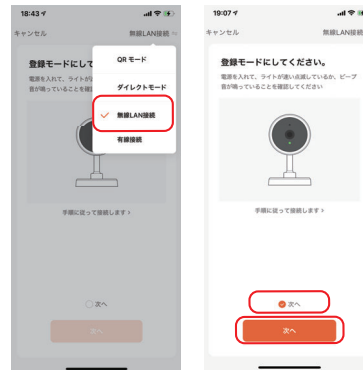 18:43
キャンセル
無線LAN接続
登録モードにして
電源を入れて、ライトが
音が鳴っていることを確
QR モード
ダイレクトモード
無線LAN接続
有線接続
手順に従って接続します
次へ
次へ
19:07
キャンセル
無線LAN接続
登録モードにしてください。
電源を入れて、ライトが速い点滅しているか、ビープ
音が鳴っていることを確認してください
手順に従って接続します
次へ
次へ